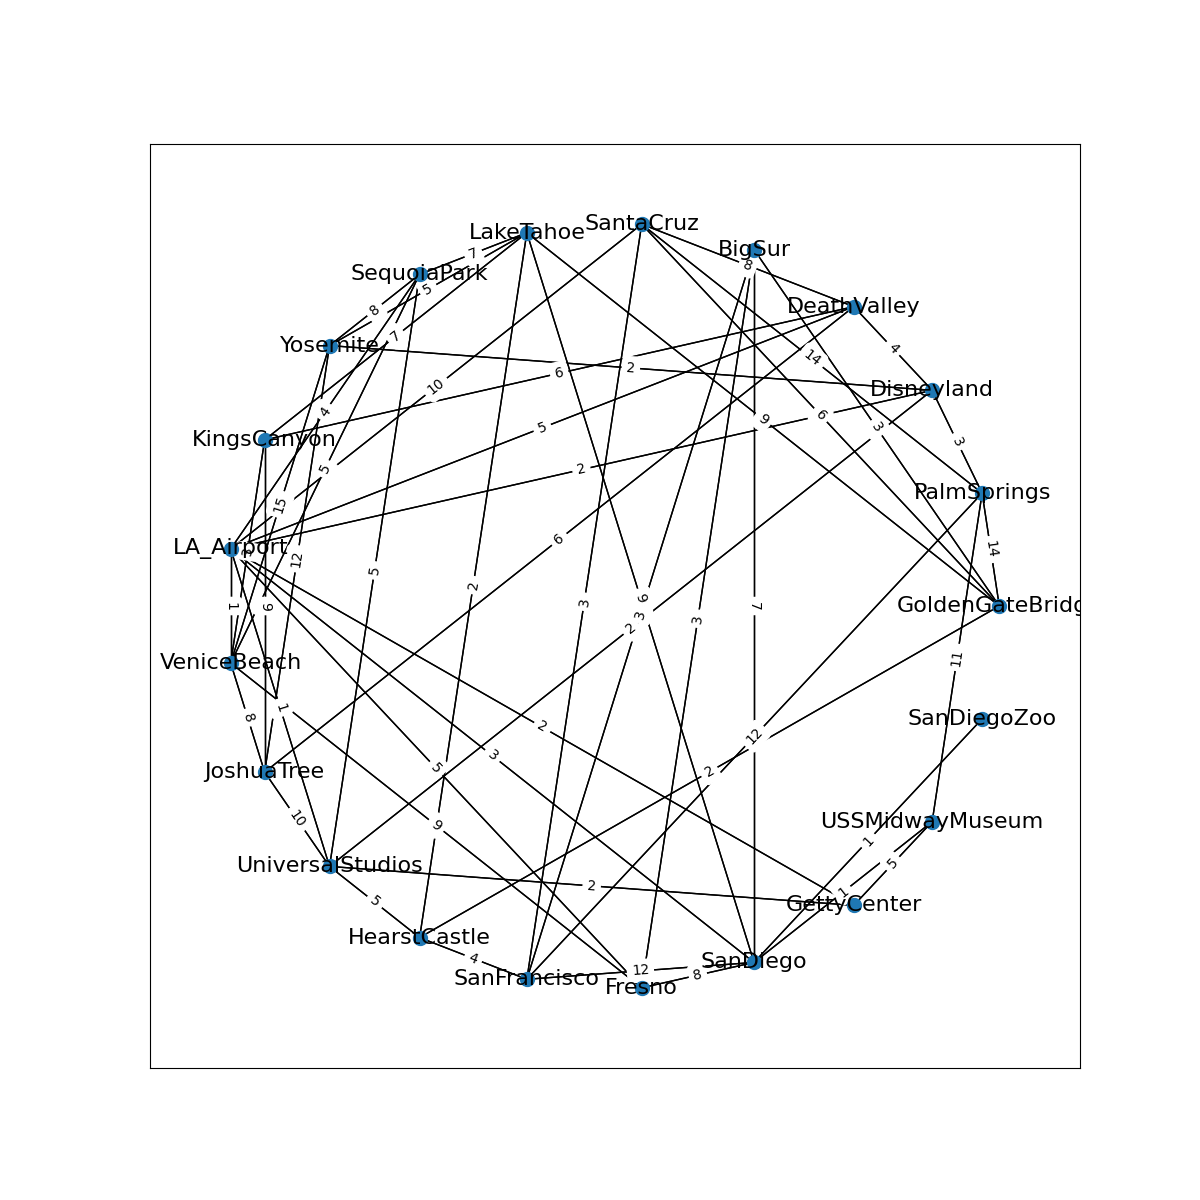 SantaCruz
LakeTahoe
BigSur
7
8
SequoiaPark
5
DeathValley
8
7
Yosemite
4
14
2
6
10
Disneyland
4
6
9
3
5
KingsCanyon
3
2
5
PalmSprings
15
6
LA_Airport
14
12
5
2
1
9
3
6
7
GoldenGateBridg
3
3
2
11
VeniceBeach
1
8
SanDiegoZoo
2
12
3
5
JoshuaTree
2
10
9
USSMidwayMuseum
1
5
UniversalStudios
2
1
5
GettyCenter
HearstCastle
4
SanDiego
12
8
SanFrancisco
Fresno